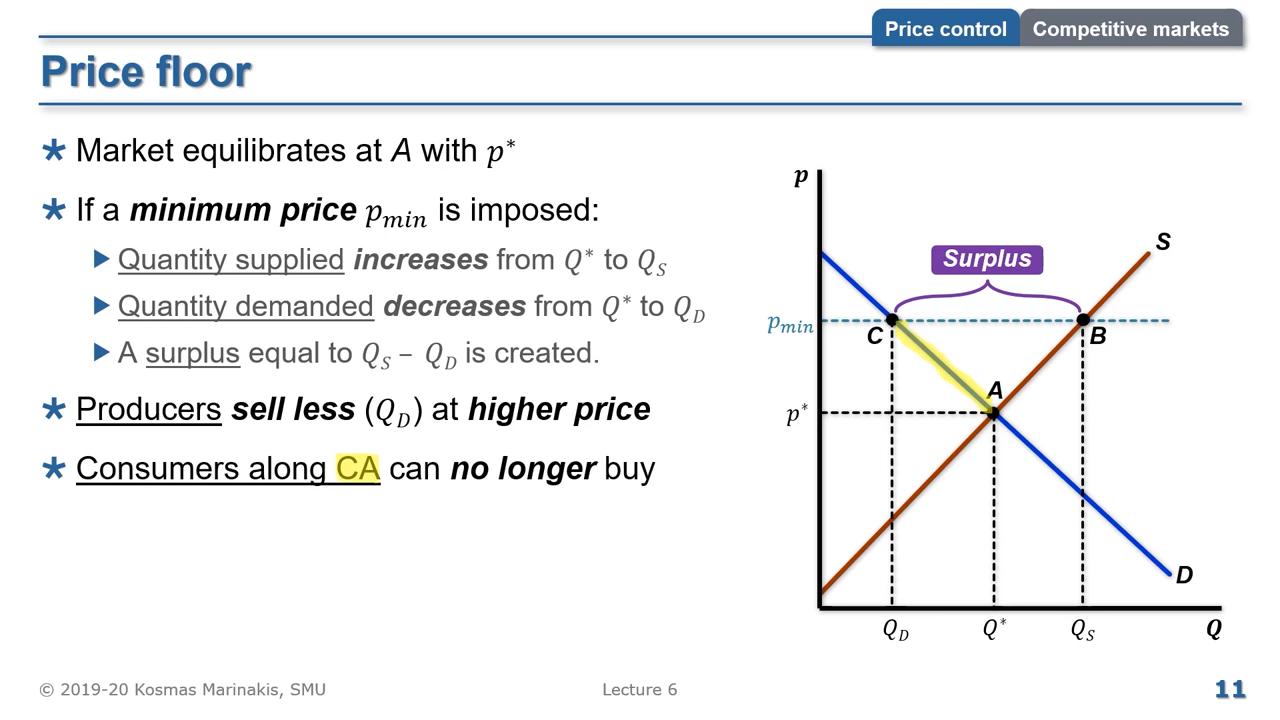 Price control
Competitive markets
Price floor
Market equilibrates at A with p*
If a minimum price p_min is imposed:
Quantity supplied increases from Q* to Q_S
Quantity demanded decreases from Q* to Q_D
A surplus equal to Q_S − Q_D is created.
Producers sell less (Q_D) at higher price
Consumers along CA can no longer buy
p
S
Surplus
p_min
C
B
A
p*
D
Q_D
Q*
Q_S
Q
© 2019-20 Kosmas Marinakis, SMU
Lecture 6
11